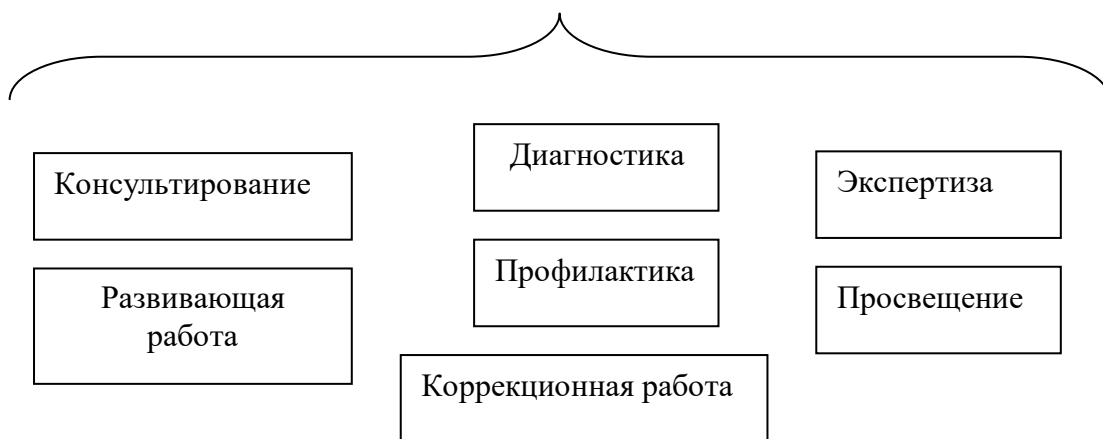 Консультирование
Диагностика
Экспертиза
Развивающая
работа
Профилактика
Просвещение
Коррекционная работа